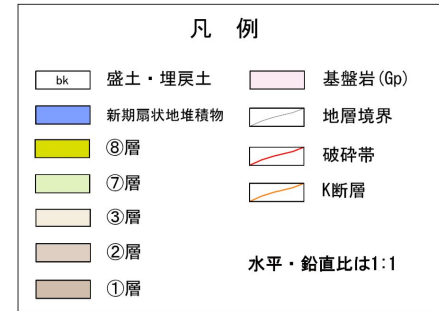 凡 例
bk 盛土・埋戻土
新期扇状地堆積物
⑧層
⑦層
③層
②層
①層
基盤岩(Gp)
地層境界
破砕帯
K断層
水平・鉛直比は1:1